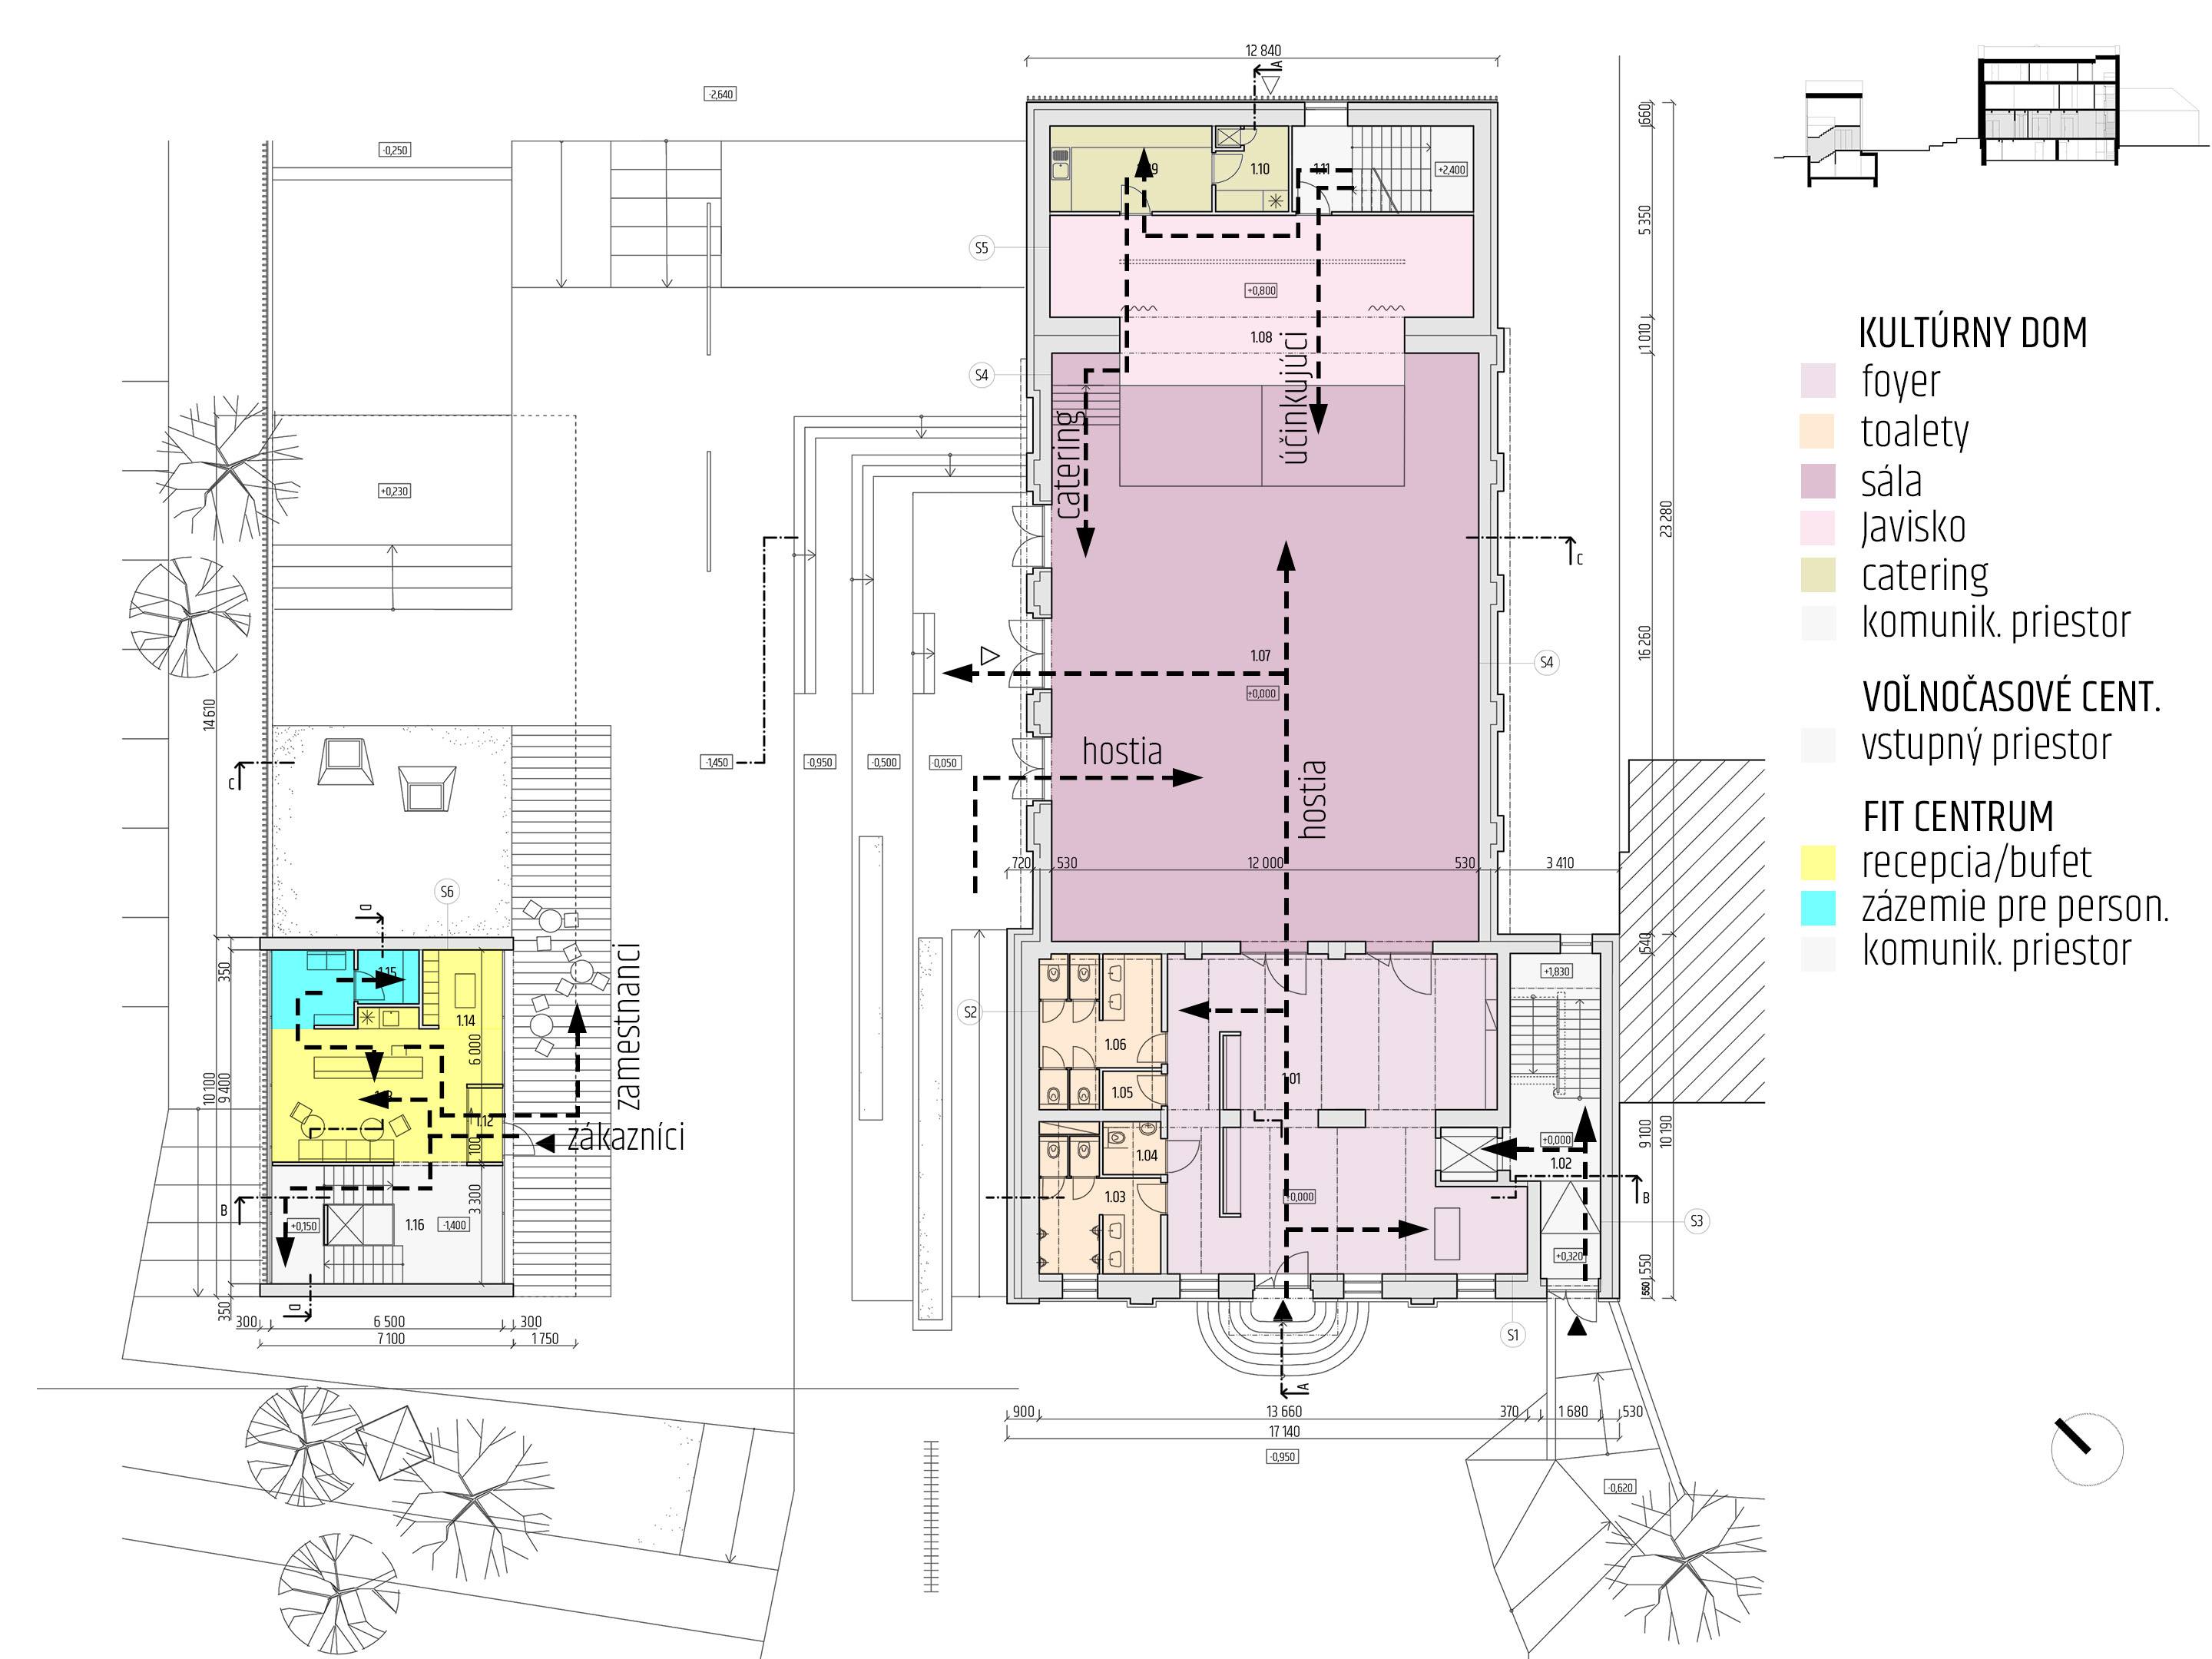 12 840
A
-2,640
-0,250
660
1.09
1.10
1.11
+2,400
5 350
S5
+0,800
1 010
1.08
KULTÚRNY DOM
foyer
toalety
sála
Javisko
catering
komunik. priestor
VOĽNOČASOVÉ CENT.
vstupný priestor
FIT CENTRUM
recepcia/bufet
zázemie pre person.
komunik. priestor
S4
účinkujúci
catering
+0,230
23 280
C
16 260
1.07
S4
+0,000
14 610
hostia
hostia
C
-1,450
-0,950
-0,500
-0,050
720
530
12 000
530
3 410
S6
a
540
350
+1,830
1.15
1.14
6 000
zamestnanci
S2
1.06
1.05
1.01
10 100
9 400
1.12
100
zákazníci
1.04
+0,000
1.02
9 100
10 190
1.03
+0,000
B
3 300
B
+0,150
1.16
-1,400
S3
+0,320
550
550
a
350
300
6 500
300
7 100
1 750
S1
A
900
13 660
370
1 680
530
17 140
-0,950
-0,620